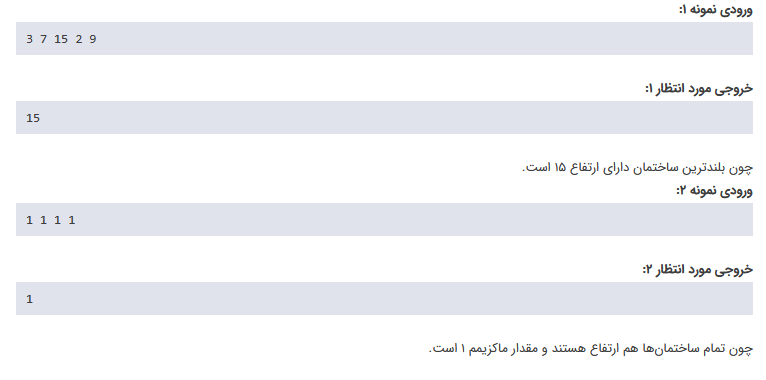 ورودی نمونه ۱:
3 7 15 2 9
خروجی مورد انتظار ۱:
15
چون بلندترین ساختمان دارای ارتفاع ۱۵ است.
ورودی نمونه ۲:
1 1 1 1
خروجی مورد انتظار ۲:
1
چون تمام ساختمان‌ها هم ارتفاع هستند و مقدار ماکزیمم ۱ است.